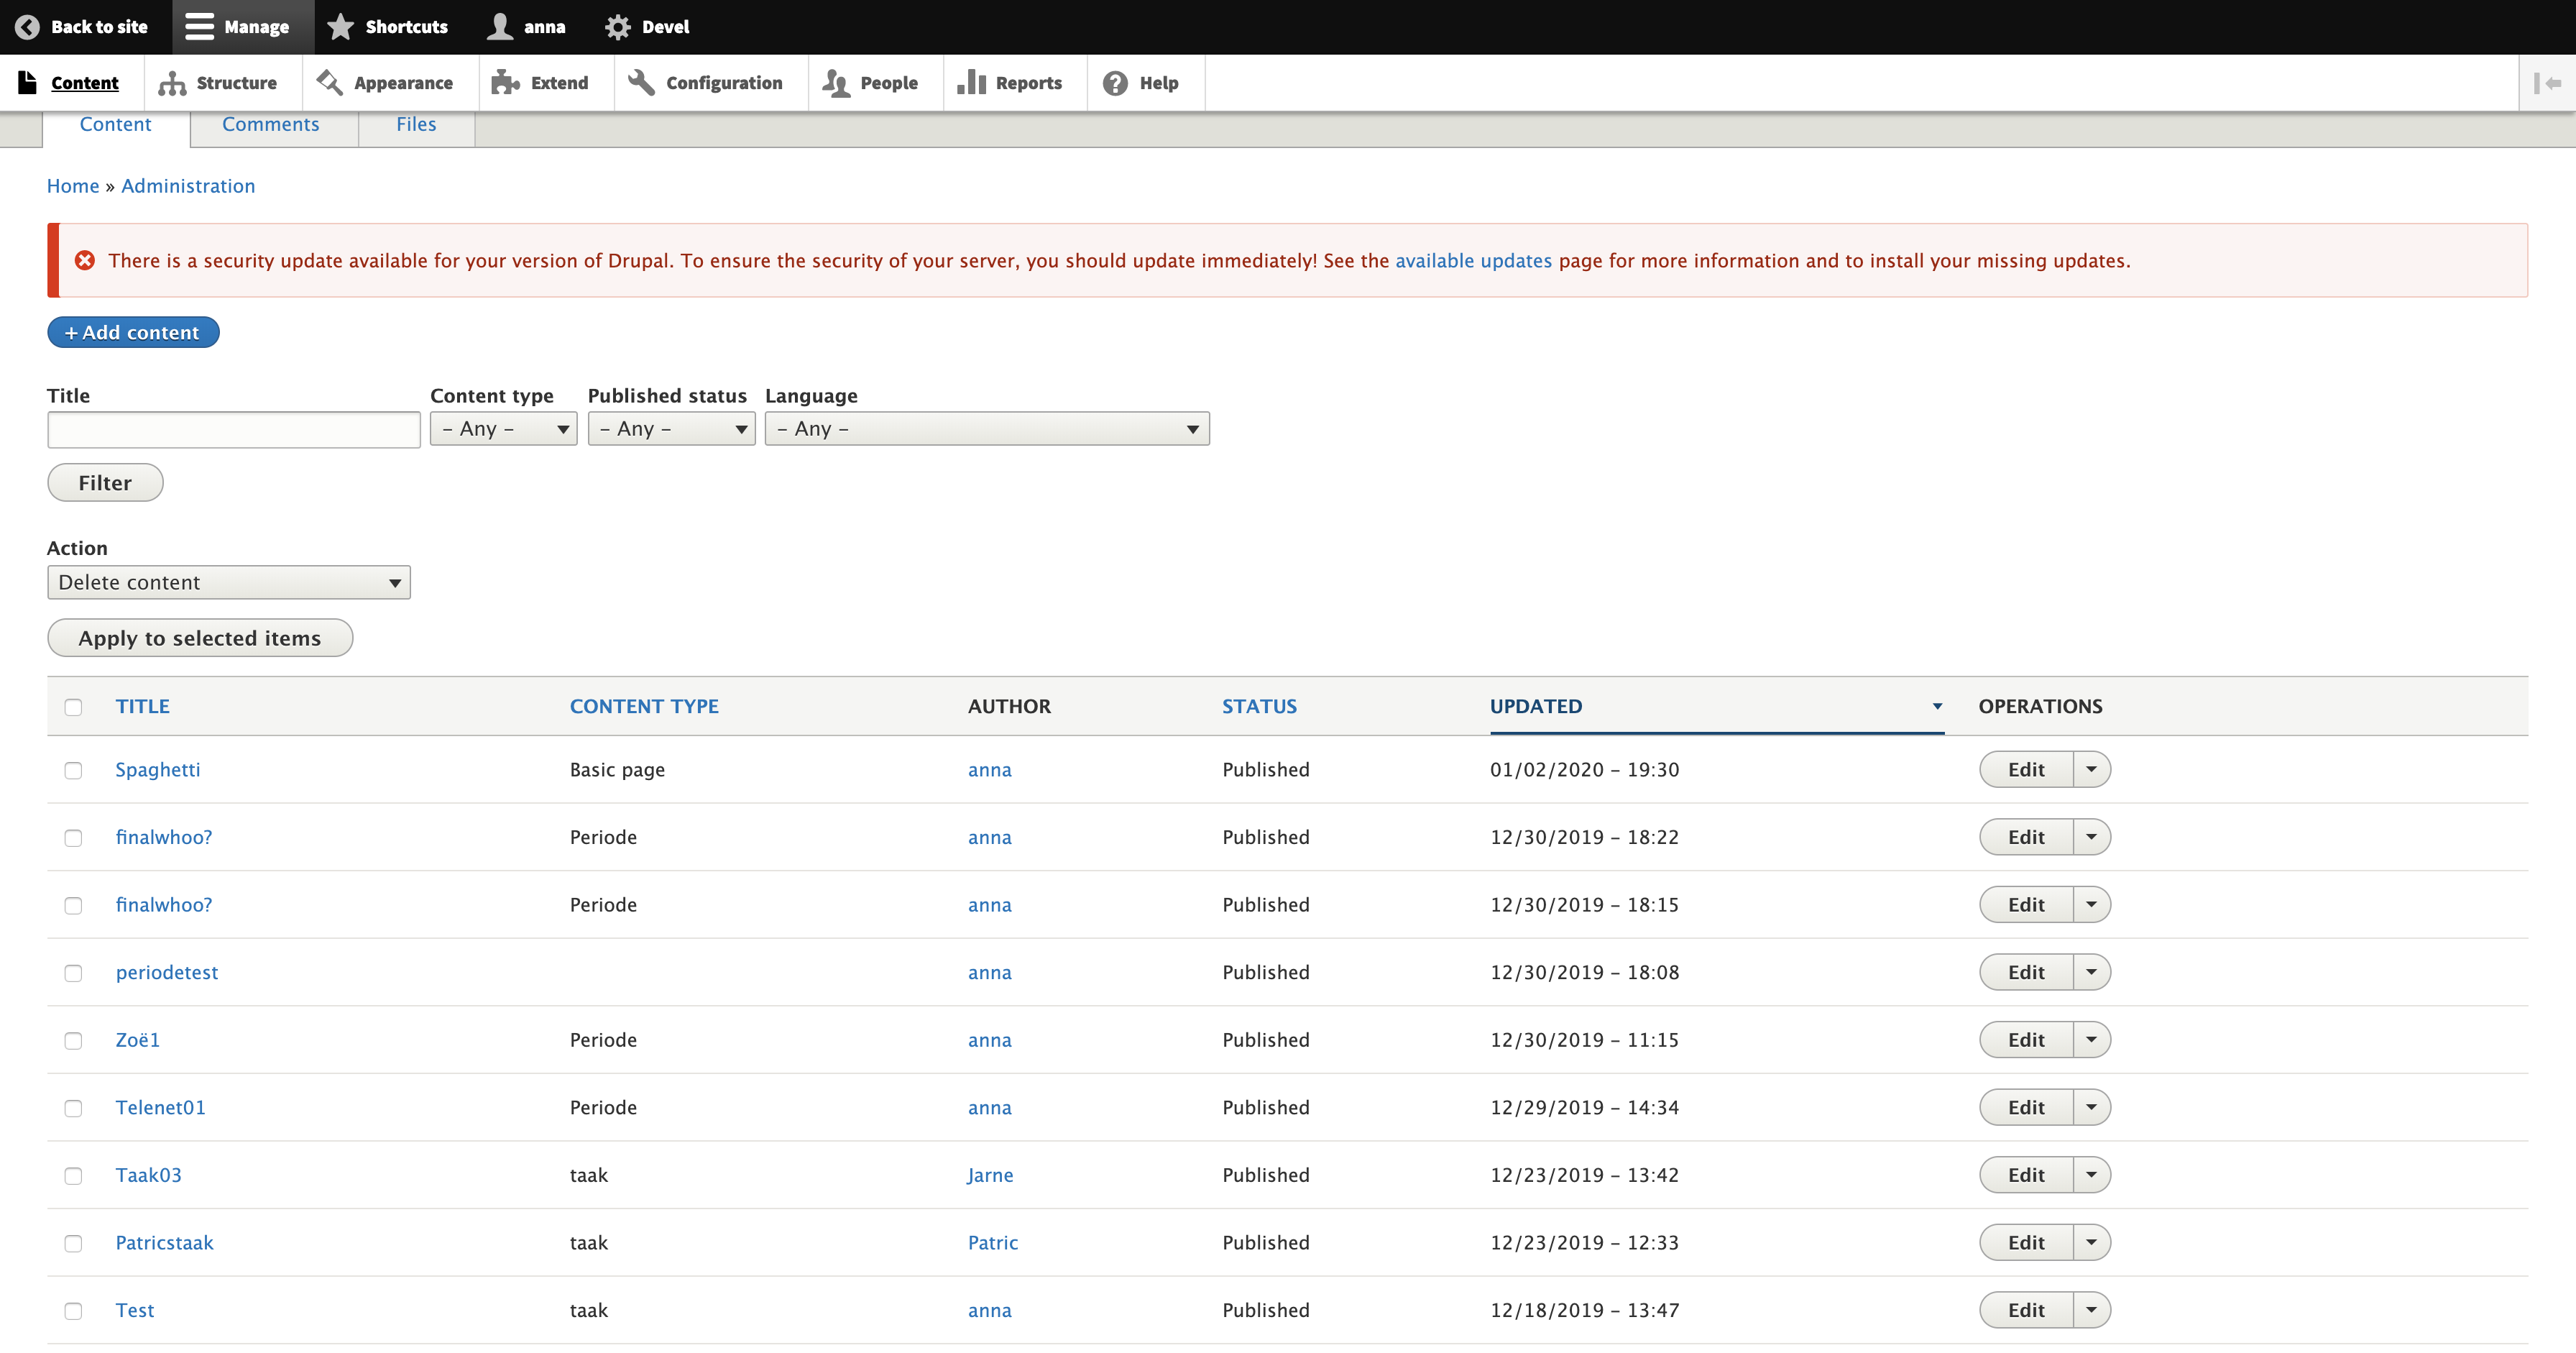 Back to site Manage Shortcuts anna Devel
Content Structure Appearance Extend Configuration People Reports Help
Content Comments Files
Home » Administration
There is a security update available for your version of Drupal. To ensure the security of your server, you should update immediately! See the available updates page for more information and to install your missing updates.
+ Add content
Title Content type Published status Language
– Any – – Any – – Any –
Filter
Action
Delete content
Apply to selected items
TITLE CONTENT TYPE AUTHOR STATUS UPDATED OPERATIONS
Spaghetti Basic page anna Published 01/02/2020 – 19:30 Edit
finalwhoo? Periode anna Published 12/30/2019 – 18:22 Edit
finalwhoo? Periode anna Published 12/30/2019 – 18:15 Edit
periodetest anna Published 12/30/2019 – 18:08 Edit
Zoë1 Periode anna Published 12/30/2019 – 11:15 Edit
Telenet01 Periode anna Published 12/29/2019 – 14:34 Edit
Taak03 taak Jarne Published 12/23/2019 – 13:42 Edit
Patricstaak taak Patric Published 12/23/2019 – 12:33 Edit
Test taak anna Published 12/18/2019 – 13:47 Edit